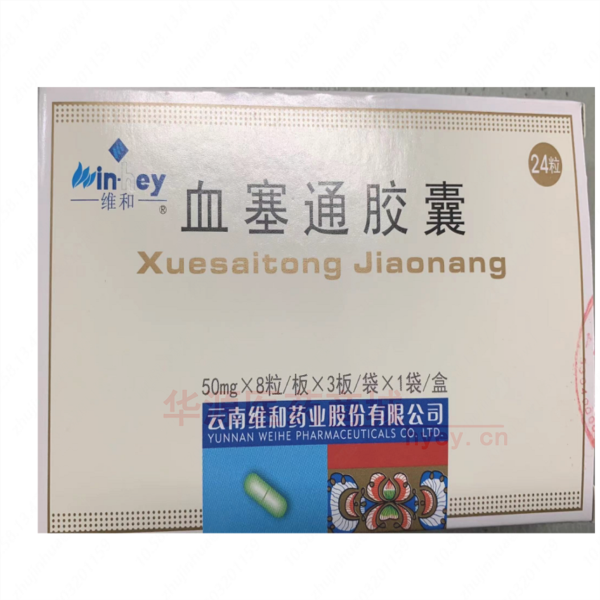 24粒
Win-hey
维和®
血塞通胶囊
Xuesaitong Jiaonang
50mg×8粒/板×3板/袋×1袋/盒
云南维和药业股份有限公司
YUNNAN WEIHE PHARMACEUTICALS CO. LTD.